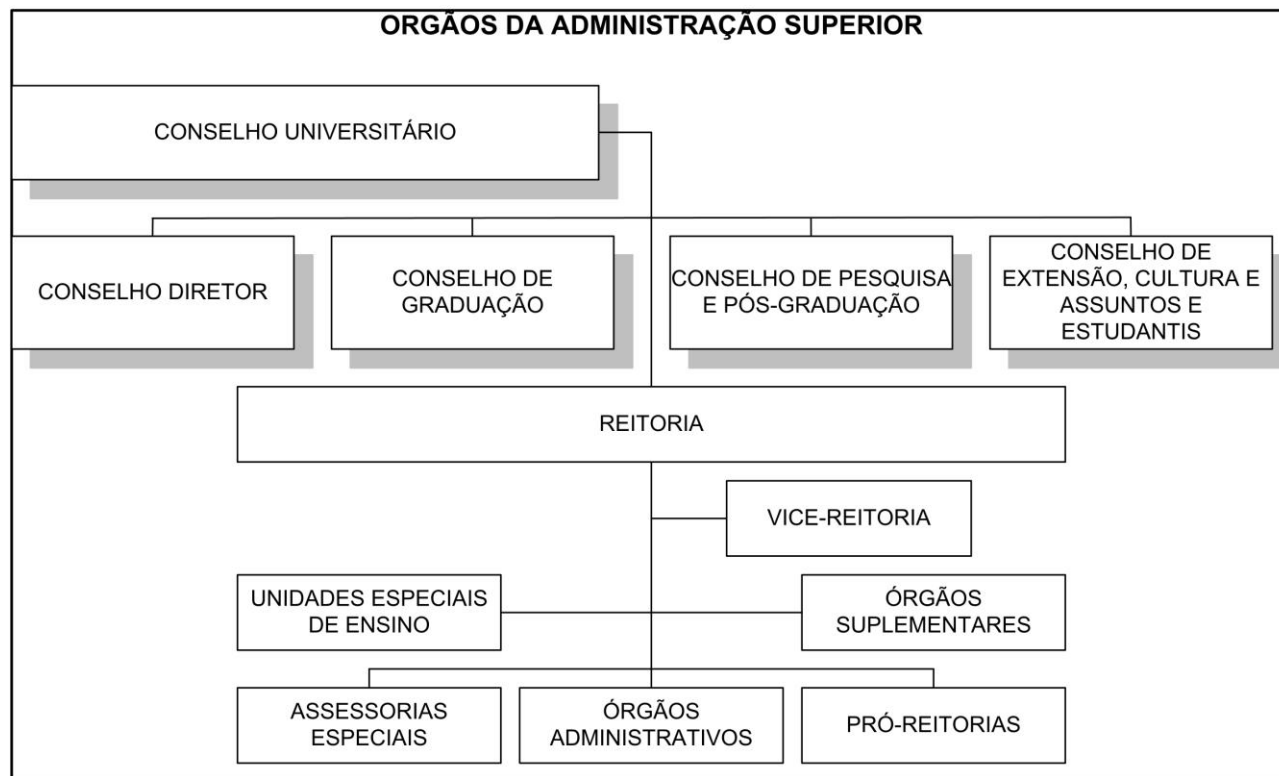 ORGÃOS DA ADMINISTRAÇÃO SUPERIOR
CONSELHO UNIVERSITÁRIO
CONSELHO DIRETOR
CONSELHO DE
GRADUAÇÃO
CONSELHO DE PESQUISA
E PÓS-GRADUAÇÃO
CONSELHO DE
EXTENSÃO, CULTURA E
ASSUNTOS E
ESTUDANTIS
REITORIA
VICE-REITORIA
UNIDADES ESPECIAIS
DE ENSINO
ÓRGÃOS
SUPLEMENTARES
ASSESSORIAS
ESPECIAIS
ÓRGÃOS
ADMINISTRATIVOS
PRÓ-REITORIAS